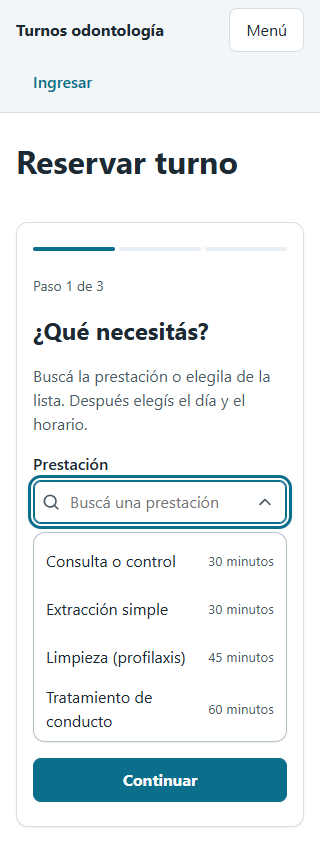 Turnos odontología
Menú
Ingresar
Reservar turno
Paso 1 de 3
¿Qué necesitás?
Buscá la prestación o elegila de la
lista. Después elegís el día y el
horario.
Prestación
Buscá una prestación
Consulta o control 30 minutos
Extracción simple 30 minutos
Limpieza (profilaxis) 45 minutos
Tratamiento de
conducto 60 minutos
Continuar